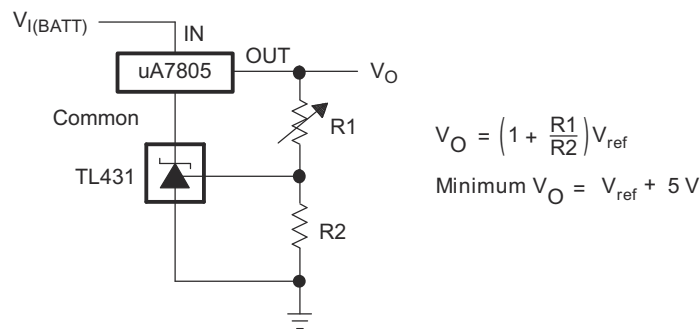 V_I(BATT)
IN
uA7805
OUT
V_O
Common
R1
TL431
R2
V_O = (1 + R1/R2) V_ref
Minimum V_O = V_ref + 5 V